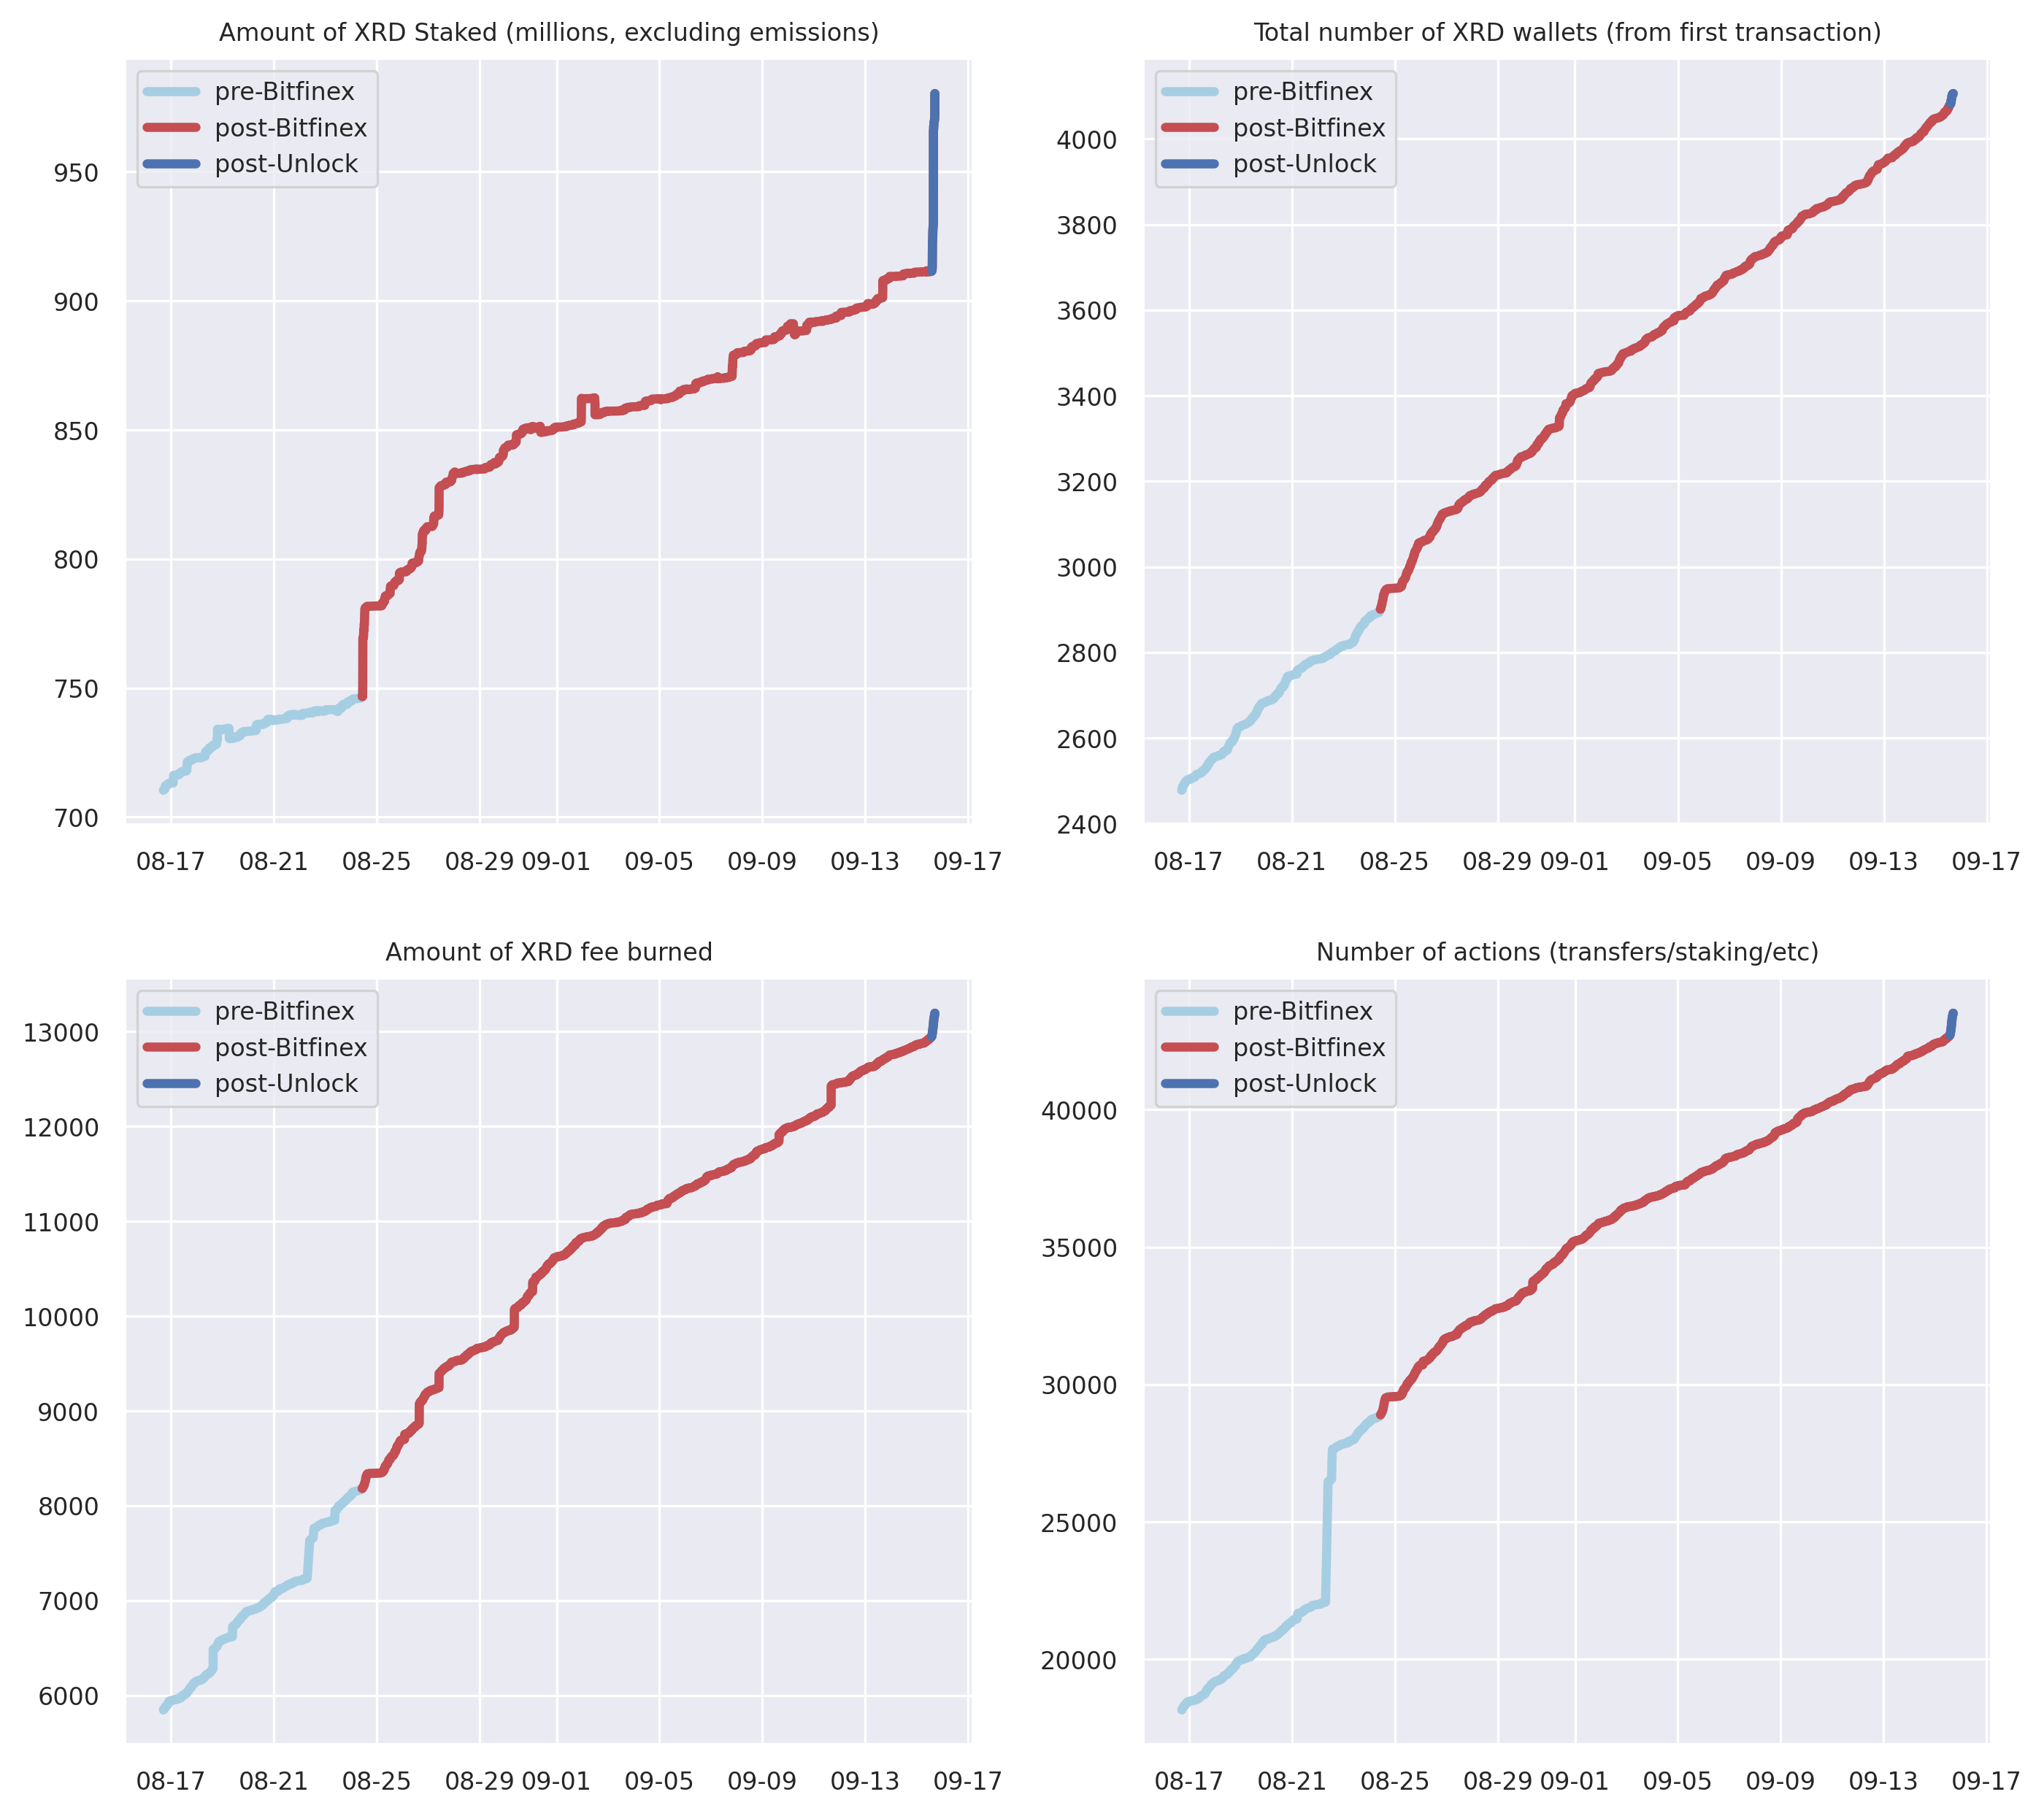 Amount of XRD Staked (millions, excluding emissions)
pre-Bitfinex
post-Bitfinex
post-Unlock
950
900
850
800
750
700
08-17 08-21 08-25 08-29 09-01 09-05 09-09 09-13 09-17
Total number of XRD wallets (from first transaction)
pre-Bitfinex
post-Bitfinex
post-Unlock
4000
3800
3600
3400
3200
3000
2800
2600
2400
08-17 08-21 08-25 08-29 09-01 09-05 09-09 09-13 09-17
Amount of XRD fee burned
pre-Bitfinex
post-Bitfinex
post-Unlock
13000
12000
11000
10000
9000
8000
7000
6000
08-17 08-21 08-25 08-29 09-01 09-05 09-09 09-13 09-17
Number of actions (transfers/staking/etc)
pre-Bitfinex
post-Bitfinex
post-Unlock
40000
35000
30000
25000
20000
08-17 08-21 08-25 08-29 09-01 09-05 09-09 09-13 09-17